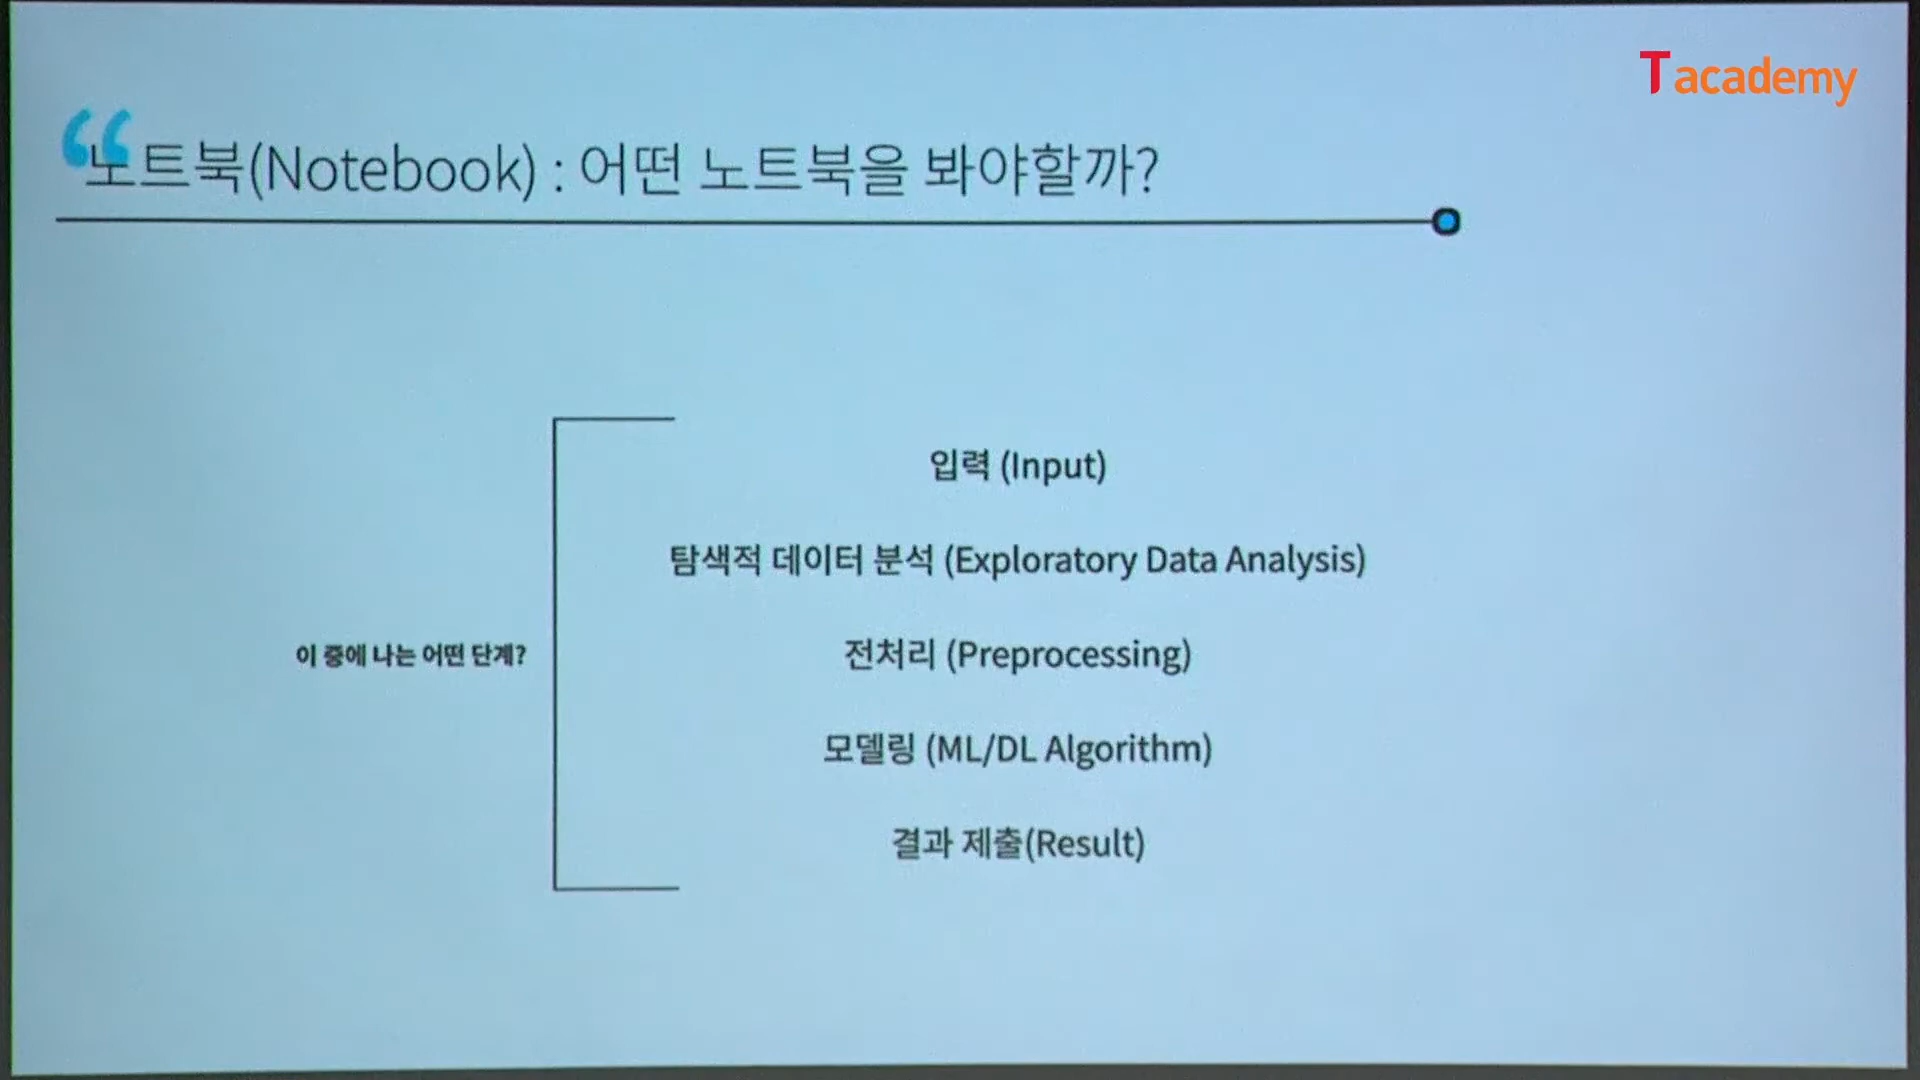 T academy
노트북(Notebook) : 어떤 노트북을 봐야할까?
입력 (Input)
탐색적 데이터 분석 (Exploratory Data Analysis)
이 중에 나는 어떤 단계?
전처리 (Preprocessing)
모델링 (ML/DL Algorithm)
결과 제출(Result)